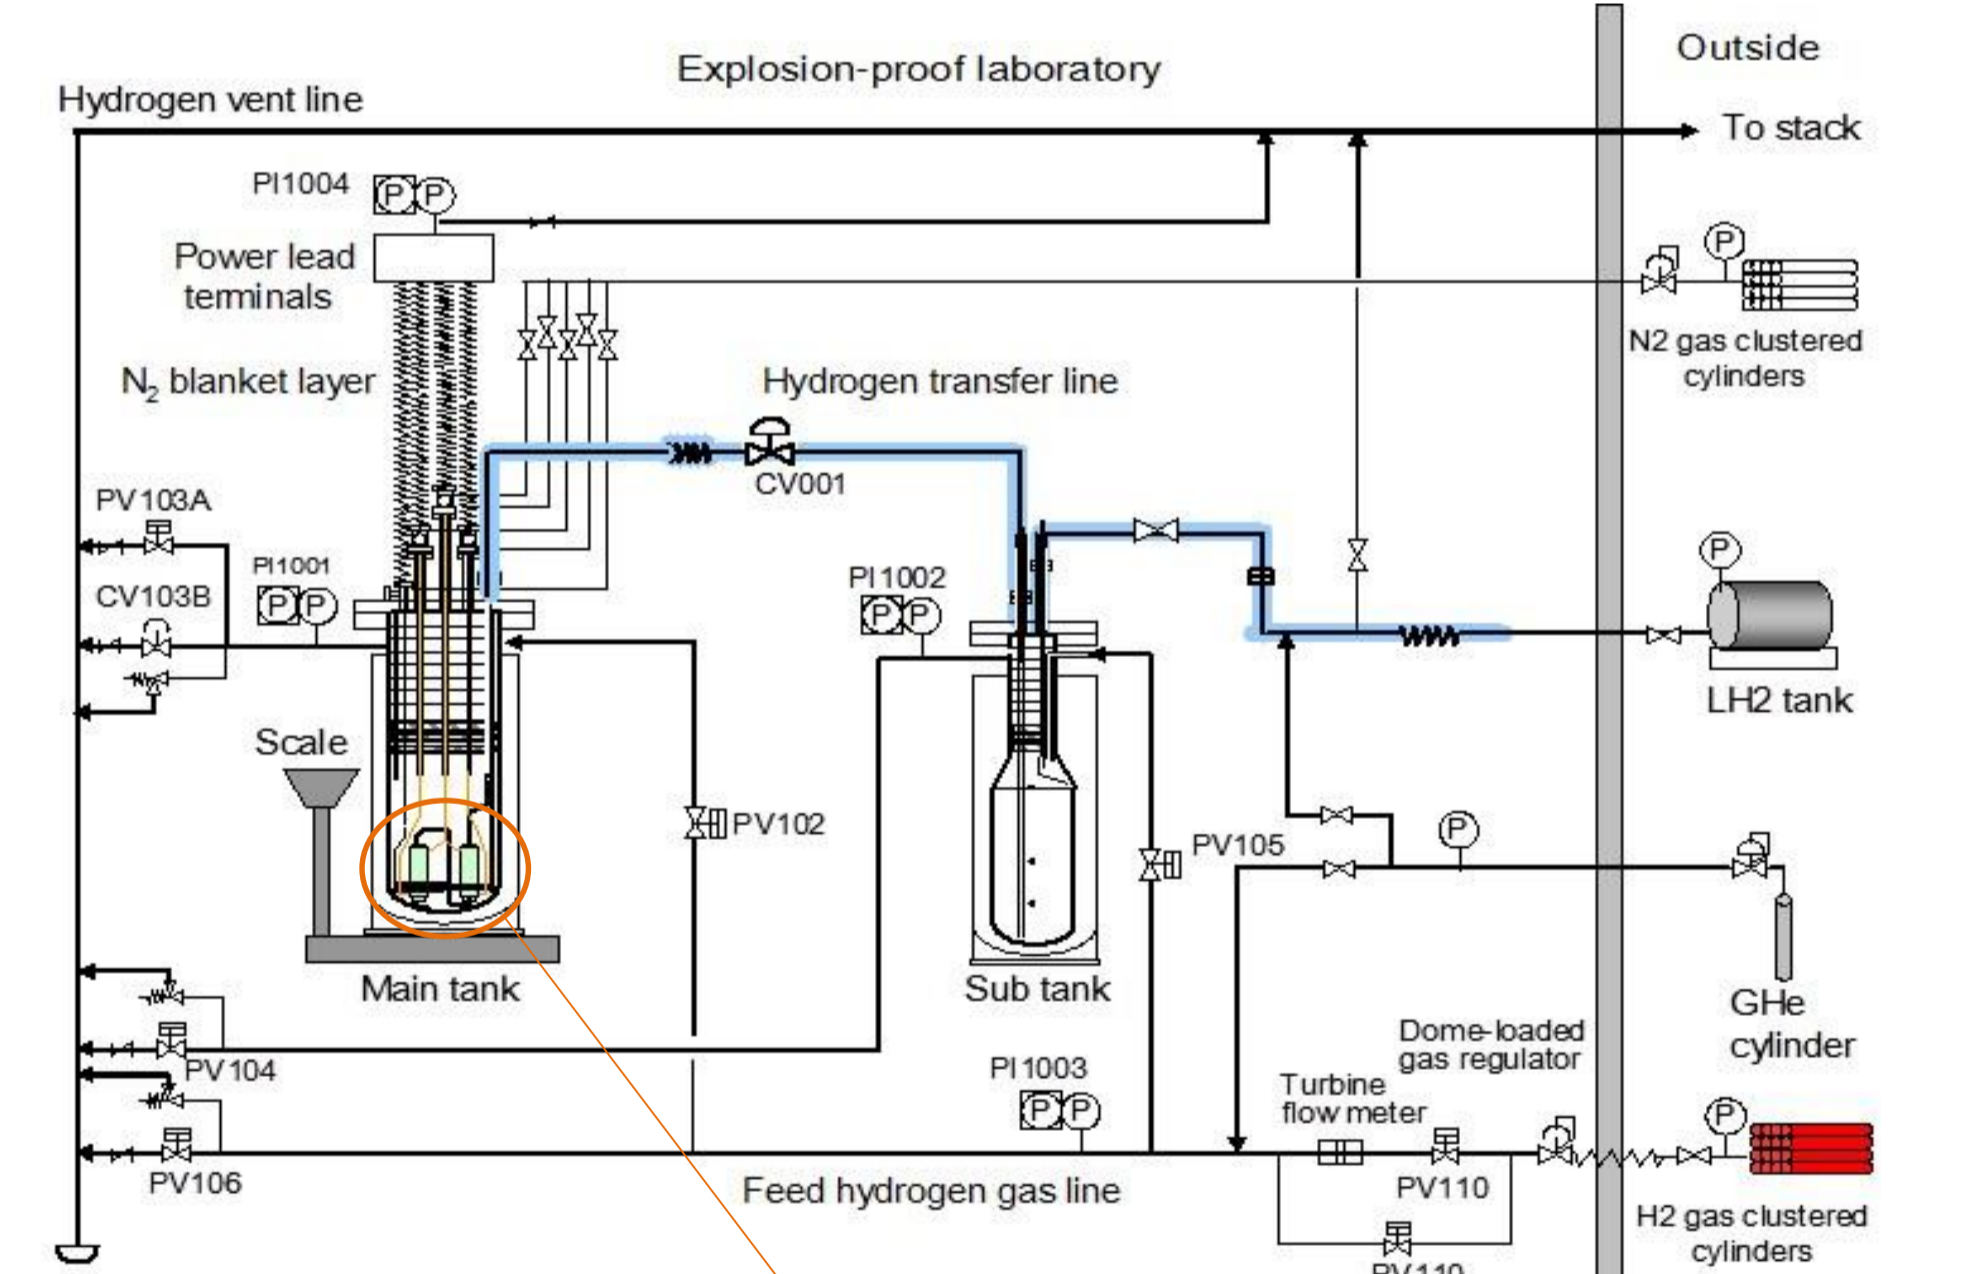 Outside
Explosion-proof laboratory
Hydrogen vent line
To stack
PI1004
P P
P
Power lead
terminals
N2 gas clustered
cylinders
N2 blanket layer
Hydrogen transfer line
CV001
PV103A
PI1001
P P
CV103B
PI1002
P P
P
LH2 tank
Scale
PV102
PV105
P
Main tank
Sub tank
GHe
cylinder
Dome-loaded
gas regulator
PV104
PI1003
P P
Turbine
flow meter
P
PV106
Feed hydrogen gas line
PV110
H2 gas clustered
cylinders
PV110